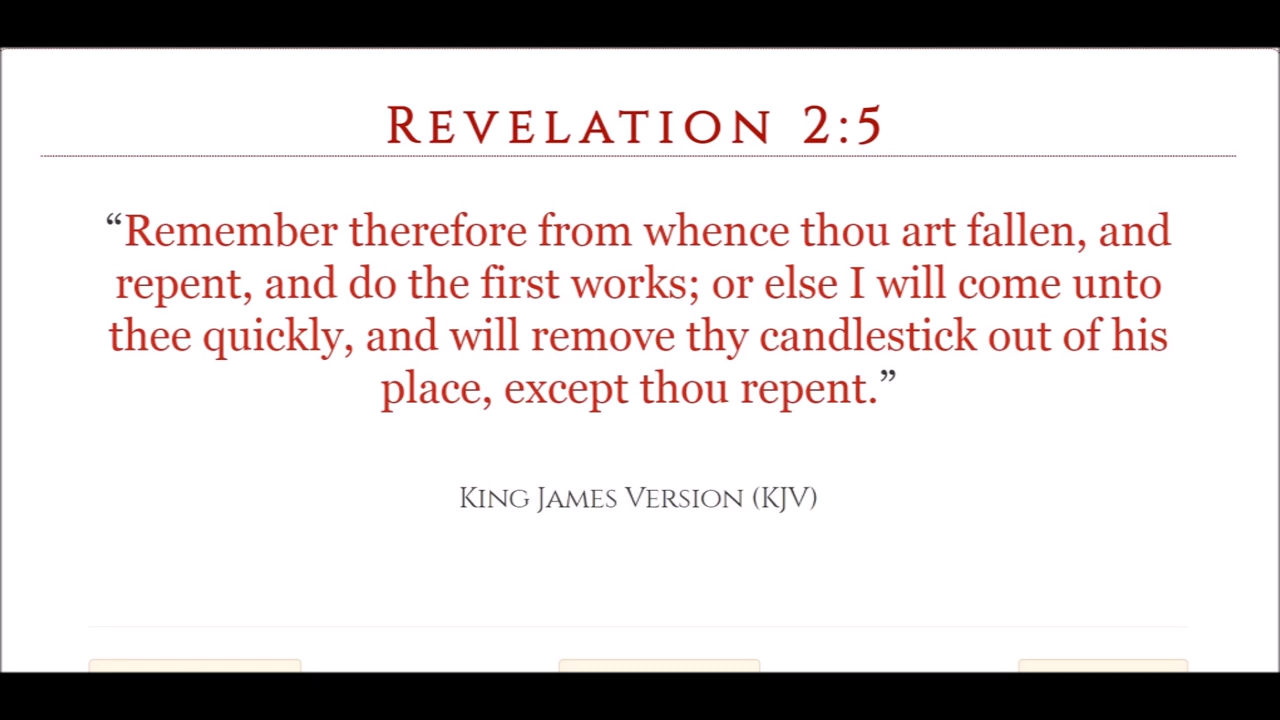 Revelation 2:5
“Remember therefore from whence thou art fallen, and
repent, and do the first works; or else I will come unto
thee quickly, and will remove thy candlestick out of his
place, except thou repent.”
King James Version (KJV)